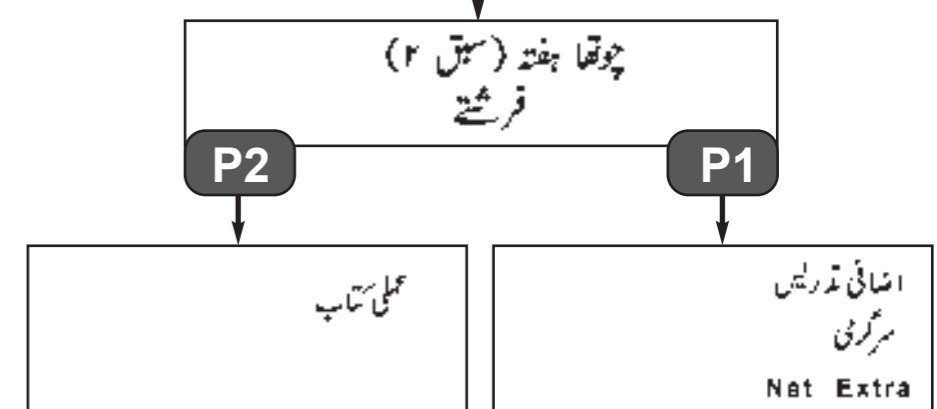 چوتھا ہفتہ (سبق ۲)
فرشتے
P1
P2
اضافی تدریس
سرگرمی
Net Extra
عملی کتاب